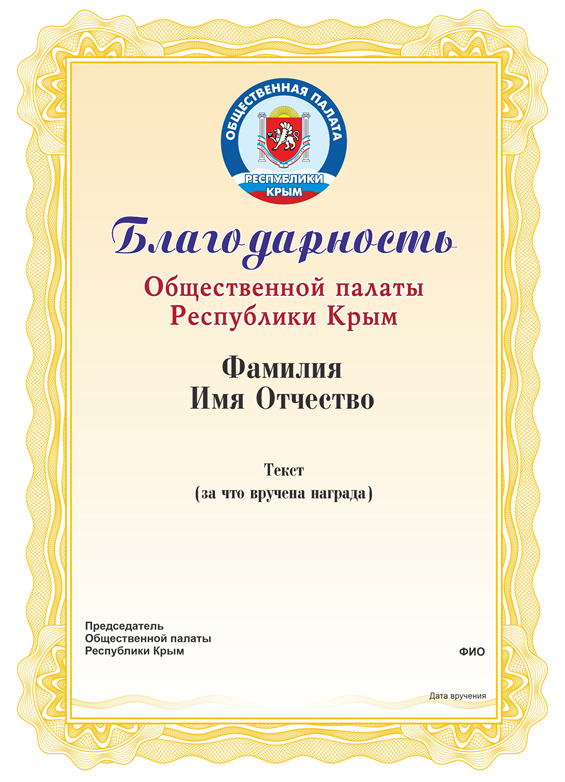 ОБЩЕСТВЕННАЯ ПАЛАТА
РЕСПУБЛИКИ
КРЫМ
Благодарность
Общественной палаты
Республики Крым
Фамилия
Имя Отчество
Текст
(за что вручена награда)
Председатель
Общественной палаты
Республики Крым
ФИО
Дата вручения